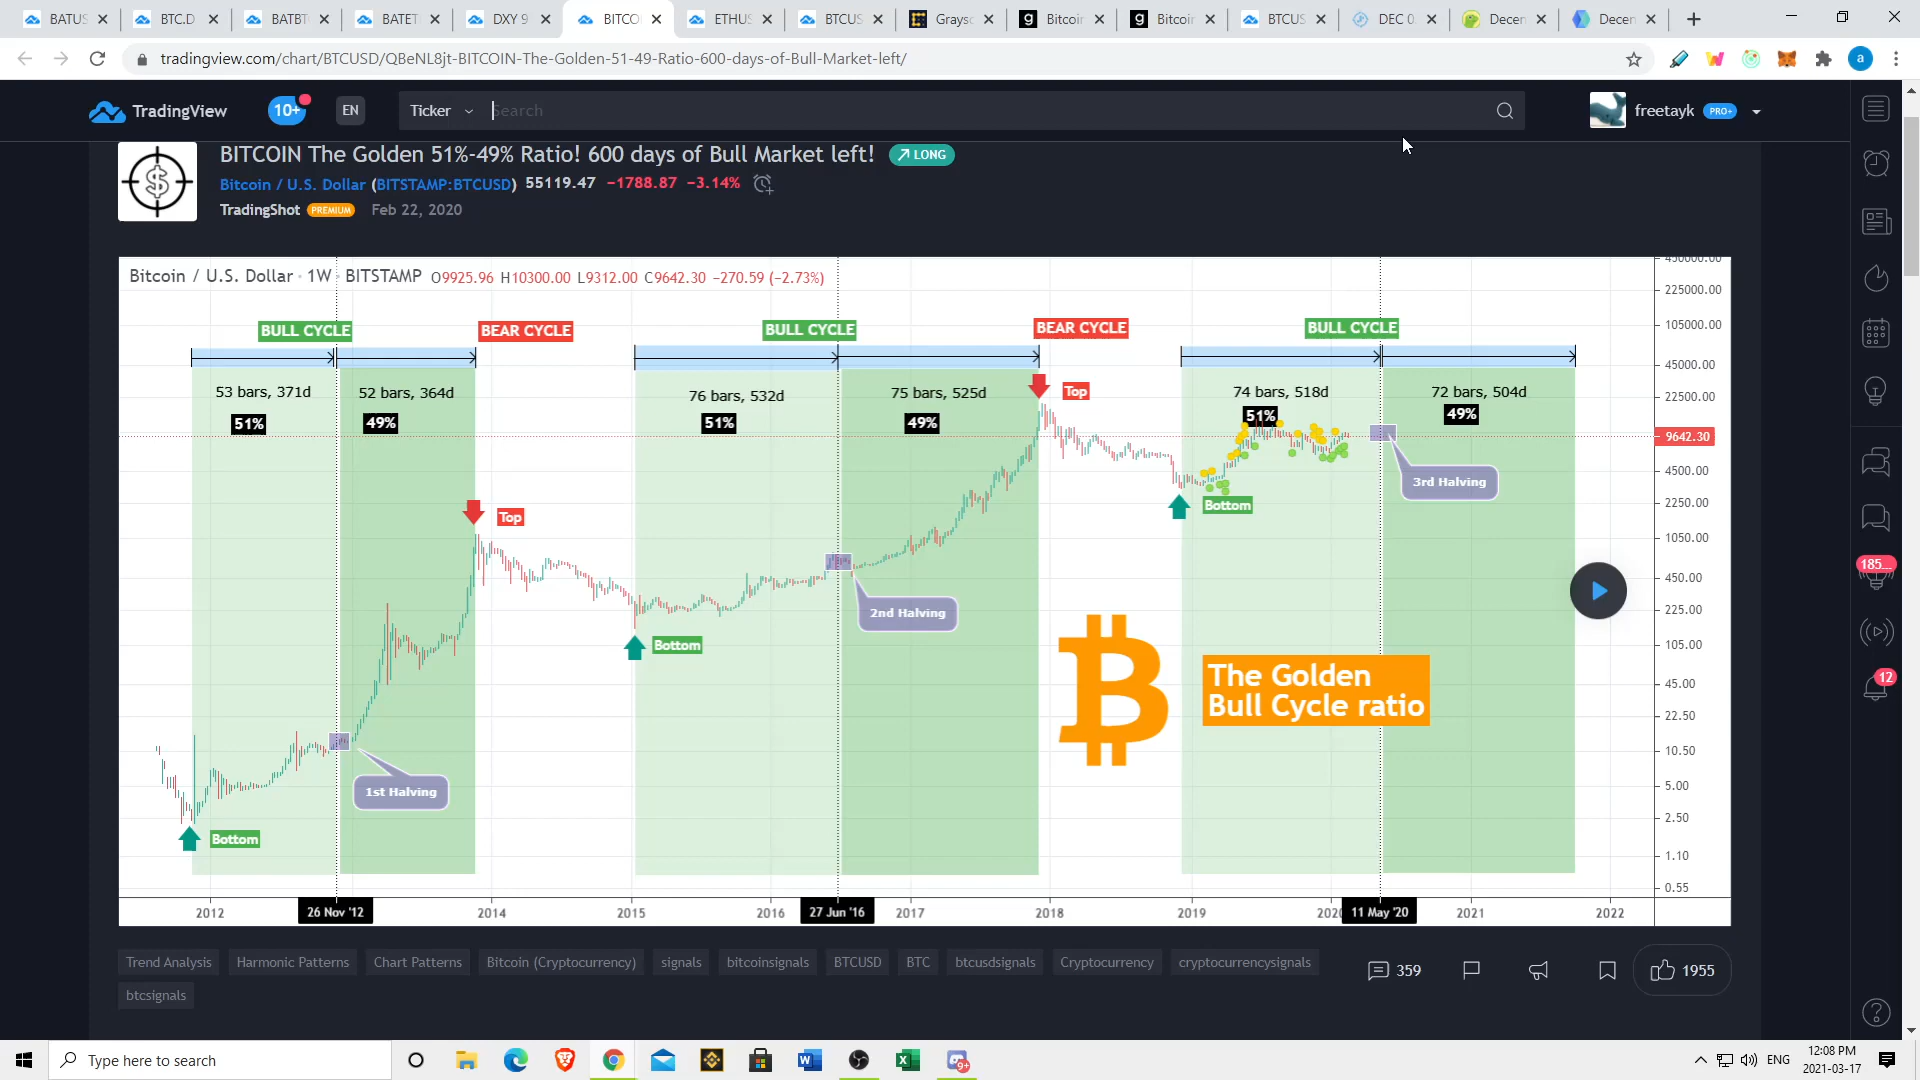 BATUS
BTC.D
BATBT
BATET
DXY 9
BITCO
ETHUS
BTCUS
Graysc
Bitcoin
Bitcoin
BTCUS
DEC 0
Decen
Decen
tradingview.com/chart/BTCUSD/QBeNL8jt-BITCOIN-The-Golden-51-49-Ratio-600-days-of-Bull-Market-left/
a
TradingView
10+
EN
Ticker
Search
freetayk
PRO+
BITCOIN The Golden 51%-49% Ratio! 600 days of Bull Market left!
LONG
Bitcoin / U.S. Dollar (BITSTAMP:BTCUSD) 55119.47 −1788.87 −3.14%
TradingShot PREMIUM Feb 22, 2020
Bitcoin / U.S. Dollar · 1W · BITSTAMP O9925.96 H10300.00 L9312.00 C9642.30 −270.59 (−2.73%)
225000.00
105000.00
45000.00
22500.00
9642.30
4500.00
2250.00
1050.00
450.00
225.00
105.00
45.00
22.50
10.50
5.00
2.50
1.10
0.55
BULL CYCLE
BEAR CYCLE
BULL CYCLE
BEAR CYCLE
BULL CYCLE
53 bars, 371d
52 bars, 364d
76 bars, 532d
75 bars, 525d
74 bars, 518d
72 bars, 504d
51%
49%
51%
49%
51%
49%
Top
Top
3rd Halving
Bottom
2nd Halving
Bottom
The Golden
Bull Cycle ratio
1st Halving
Bottom
2012
26 Nov '12
2014
2015
2016
27 Jun '16
2017
2018
2019
11 May '20
2021
2022
Trend Analysis
Harmonic Patterns
Chart Patterns
Bitcoin (Cryptocurrency)
signals
bitcoinsignals
BTCUSD
BTC
btcusdsignals
Cryptocurrency
cryptocurrencysignals
btcsignals
359
1955
185...
12
Type here to search
9+
ENG
12:08 PM
2021-03-17